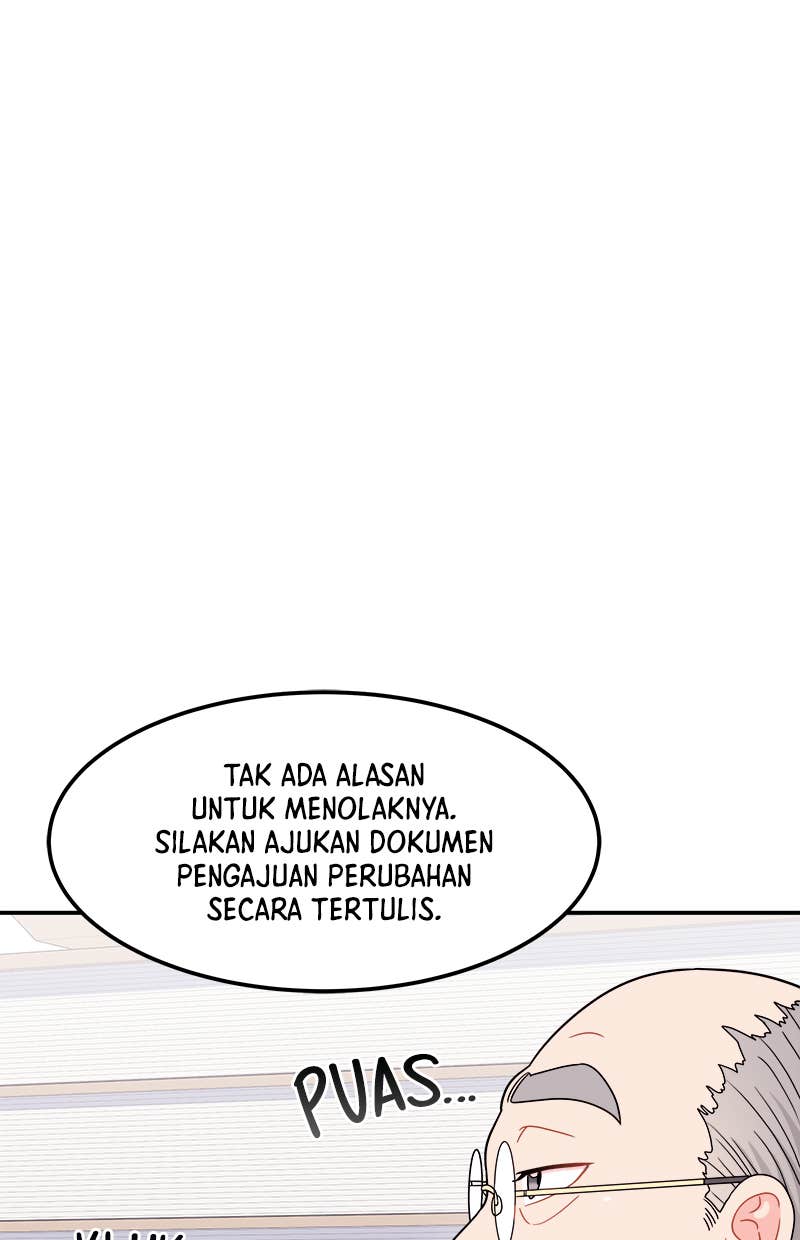 TAK ADA ALASAN
UNTUK MENOLAKNYA.
SILAKAN AJUKAN DOKUMEN
PENGAJUAN PERUBAHAN
SECARA TERTULIS.
PUAS...